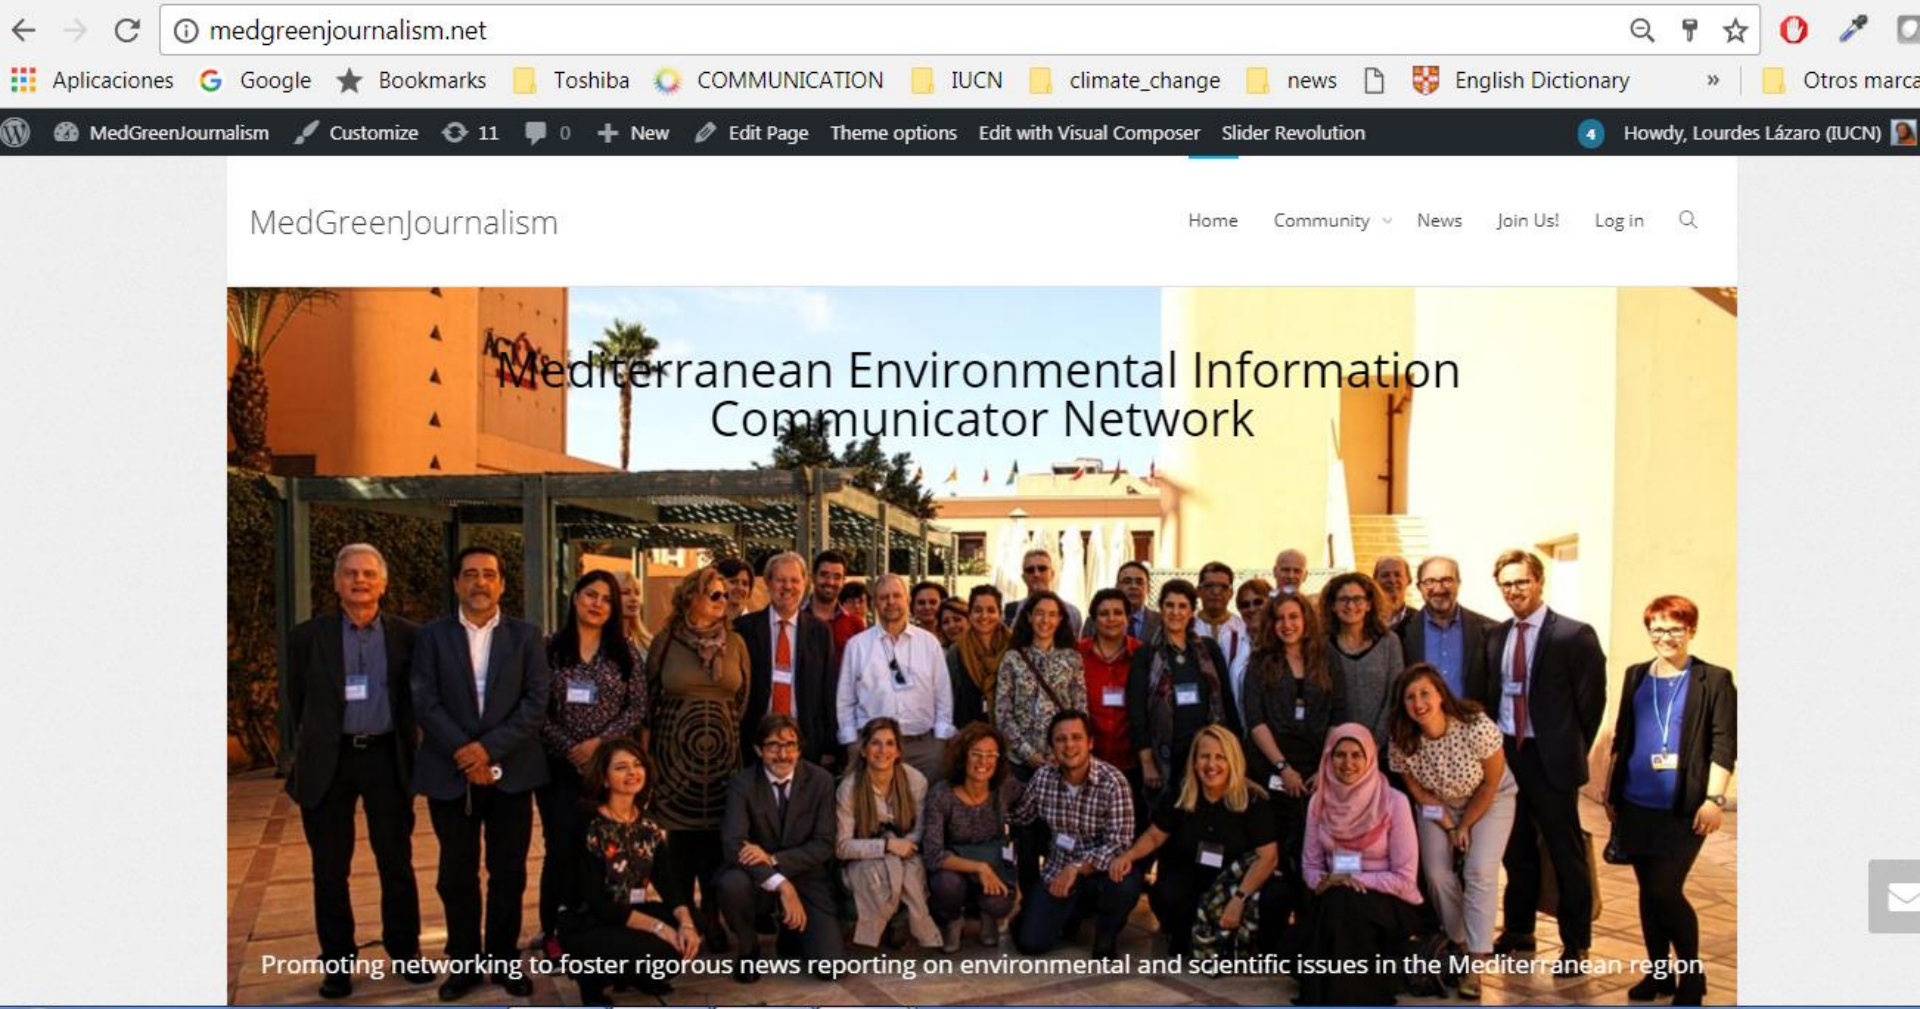 medgreenjournalism.net
Aplicaciones Google Bookmarks Toshiba COMMUNICATION IUCN climate_change news English Dictionary » Otros marca
MedGreenJournalism Customize 11 0 New Edit Page Theme options Edit with Visual Composer Slider Revolution 4 Howdy, Lourdes Lázaro (IUCN)
MedGreenJournalism Home Community News Join Us! Log in
Mediterranean Environmental Information
Communicator Network
Promoting networking to foster rigorous news reporting on environmental and scientific issues in the Mediterranean region